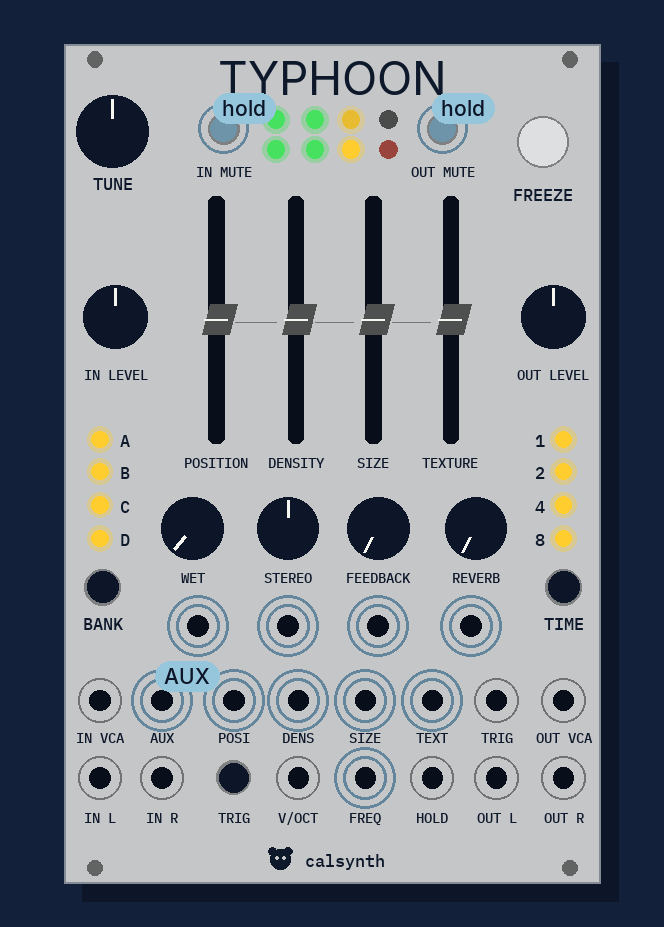 TYPHOON
hold hold
TUNE IN MUTE OUT MUTE FREEZE
IN LEVEL OUT LEVEL
A 1
POSITION DENSITY SIZE TEXTURE
B 2
C 4
D 8
WET STEREO FEEDBACK REVERB
BANK TIME
AUX
IN VCA AUX POSI DENS SIZE TEXT TRIG OUT VCA
IN L IN R TRIG V/OCT FREQ HOLD OUT L OUT R
calsynth